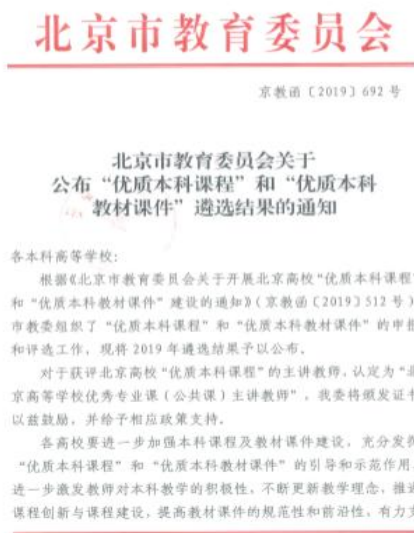 北京市教育委员会
京教函〔2019〕692 号
北京市教育委员会关于
公布“优质本科课程”和“优质本科
教材课件”遴选结果的通知
各本科高等学校:
根据《北京市教育委员会关于开展北京高校“优质本科课程”
和“优质本科教材课件”建设的通知》(京教函〔2019〕512 号)
市教委组织了“优质本科课程”和“优质本科教材课件”的申报
和评选工作,现将 2019 年遴选结果予以公布。
对于获评北京高校“优质本科课程”的主讲教师,认定为“北
京高等学校优秀专业课(公共课)主讲教师”,我委将颁发证书
以兹鼓励,并给予相应政策支持。
各高校要进一步加强本科课程及教材课件建设,充分发挥
“优质本科课程”和“优质本科教材课件”的引导和示范作用,
进一步激发教师对本科教学的积极性,不断更新教学理念,推进
课程创新与课程建设,提高教材课件的规范性和前沿性,有力支